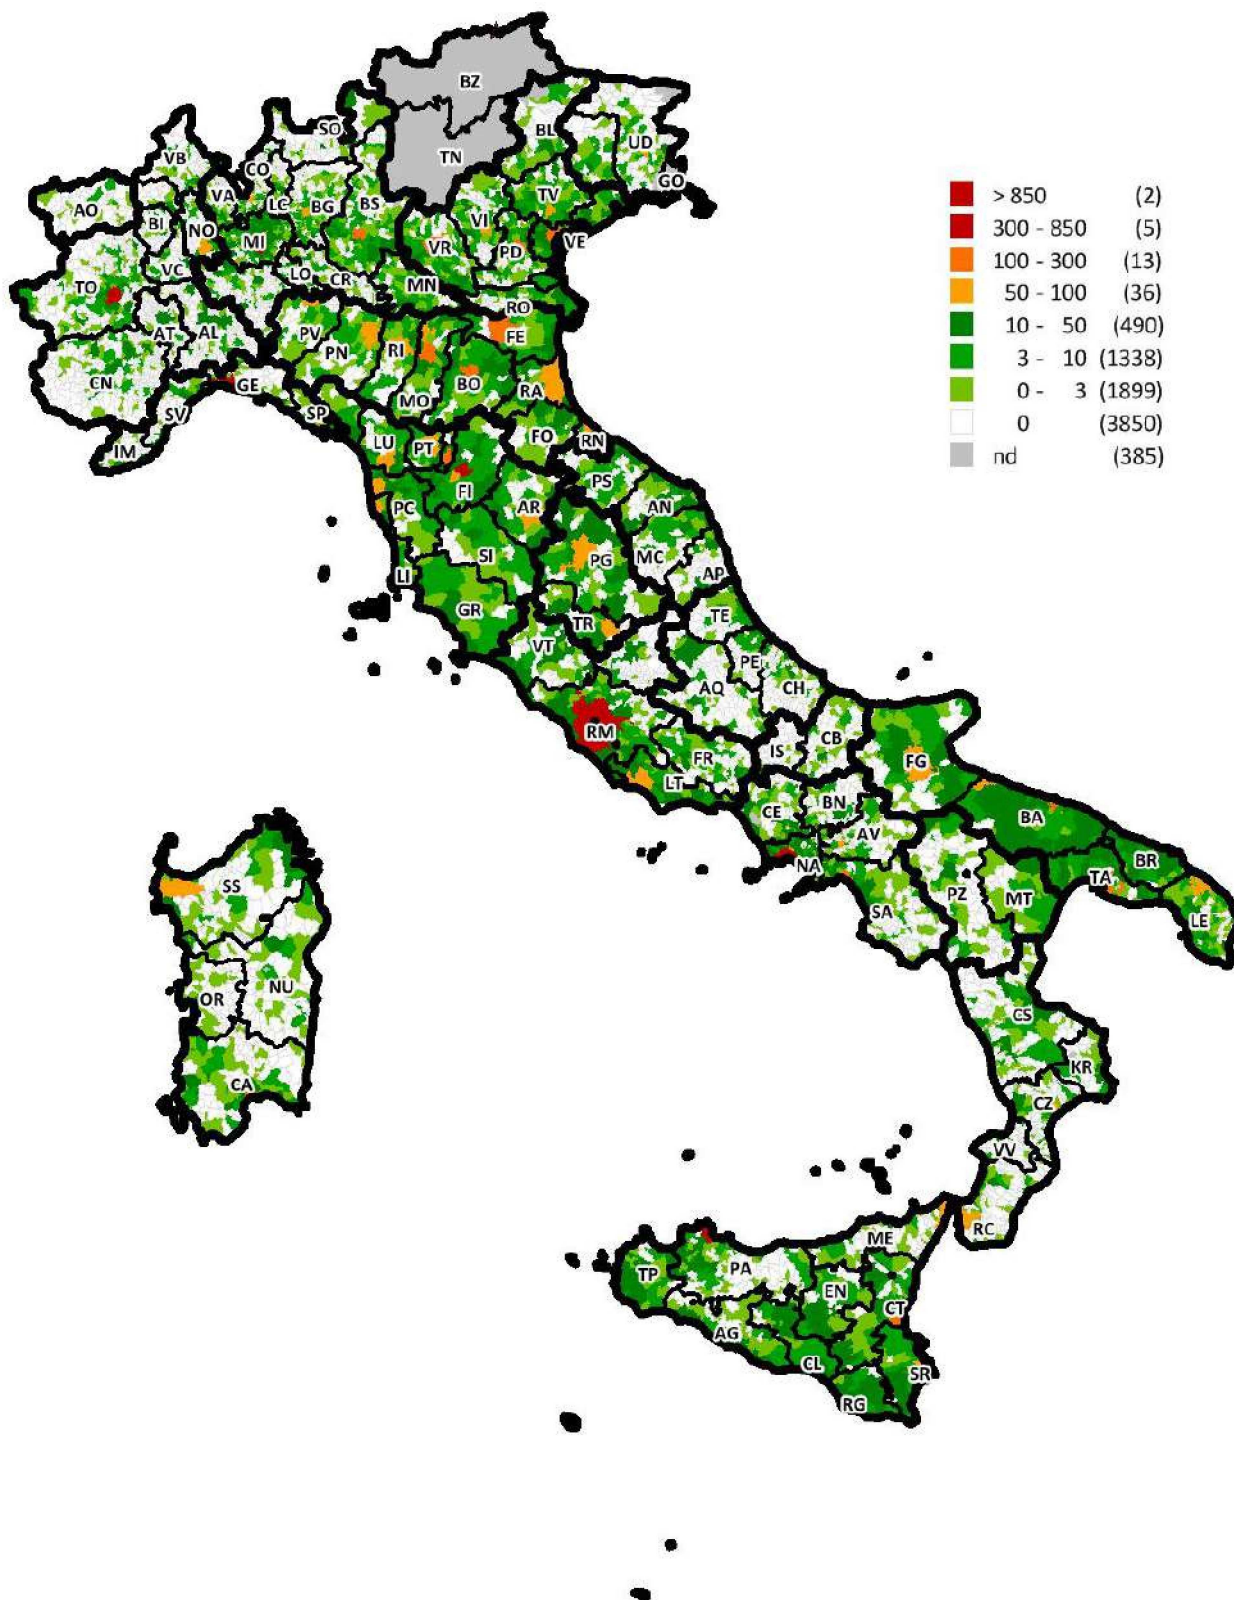 BZ
SO
BL
UD
VB
CO
TN
GO
AO
VA
LC
BG
BS
TV
BI
NO
MI
VI
VC
VR
PD
VE
TO
LO
CR
MN
RO
AT
AL
PV
PN
RI
FE
CN
GE
BO
RA
SV
SP
MO
IM
LU
PT
FO
RN
FI
PS
PC
AR
AN
SI
PG
MC
LI
AP
GR
TR
TE
VT
PE
AQ
CH
RM
IS
CB
FR
FG
LT
CE
BN
BA
AV
NA
BR
SS
PZ
MT
TA
SA
LE
NU
OR
CS
CA
KR
CZ
VV
RC
ME
TP
PA
EN
CT
AG
CL
SR
RG
> 850 (2)
300 - 850 (5)
100 - 300 (13)
50 - 100 (36)
10 - 50 (490)
3 - 10 (1338)
0 - 3 (1899)
0 (3850)
nd (385)